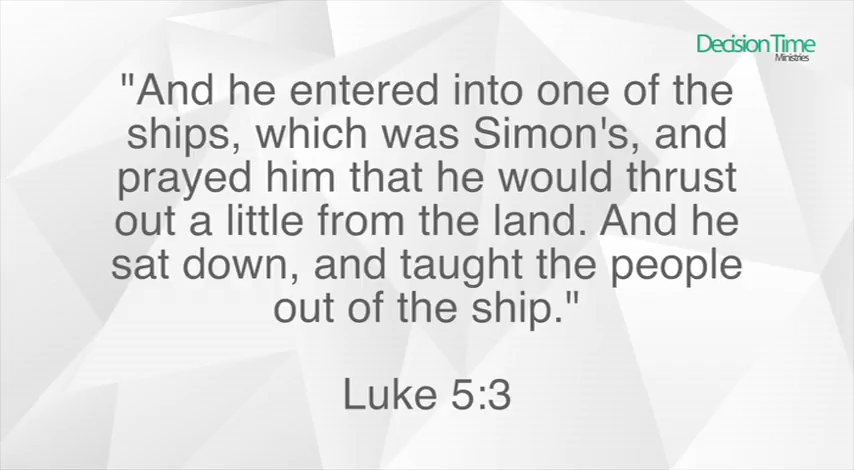 DecisionTime
Ministries
"And he entered into one of the
ships, which was Simon's, and
prayed him that he would thrust
out a little from the land. And he
sat down, and taught the people
out of the ship."
Luke 5:3